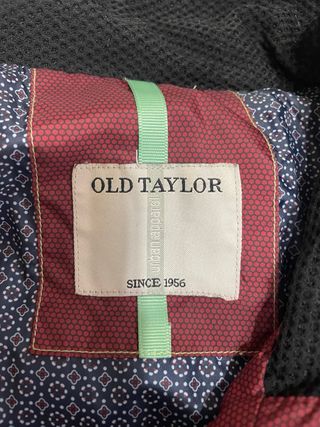 OLD TAYLOR
urban apparel
SINCE 1956